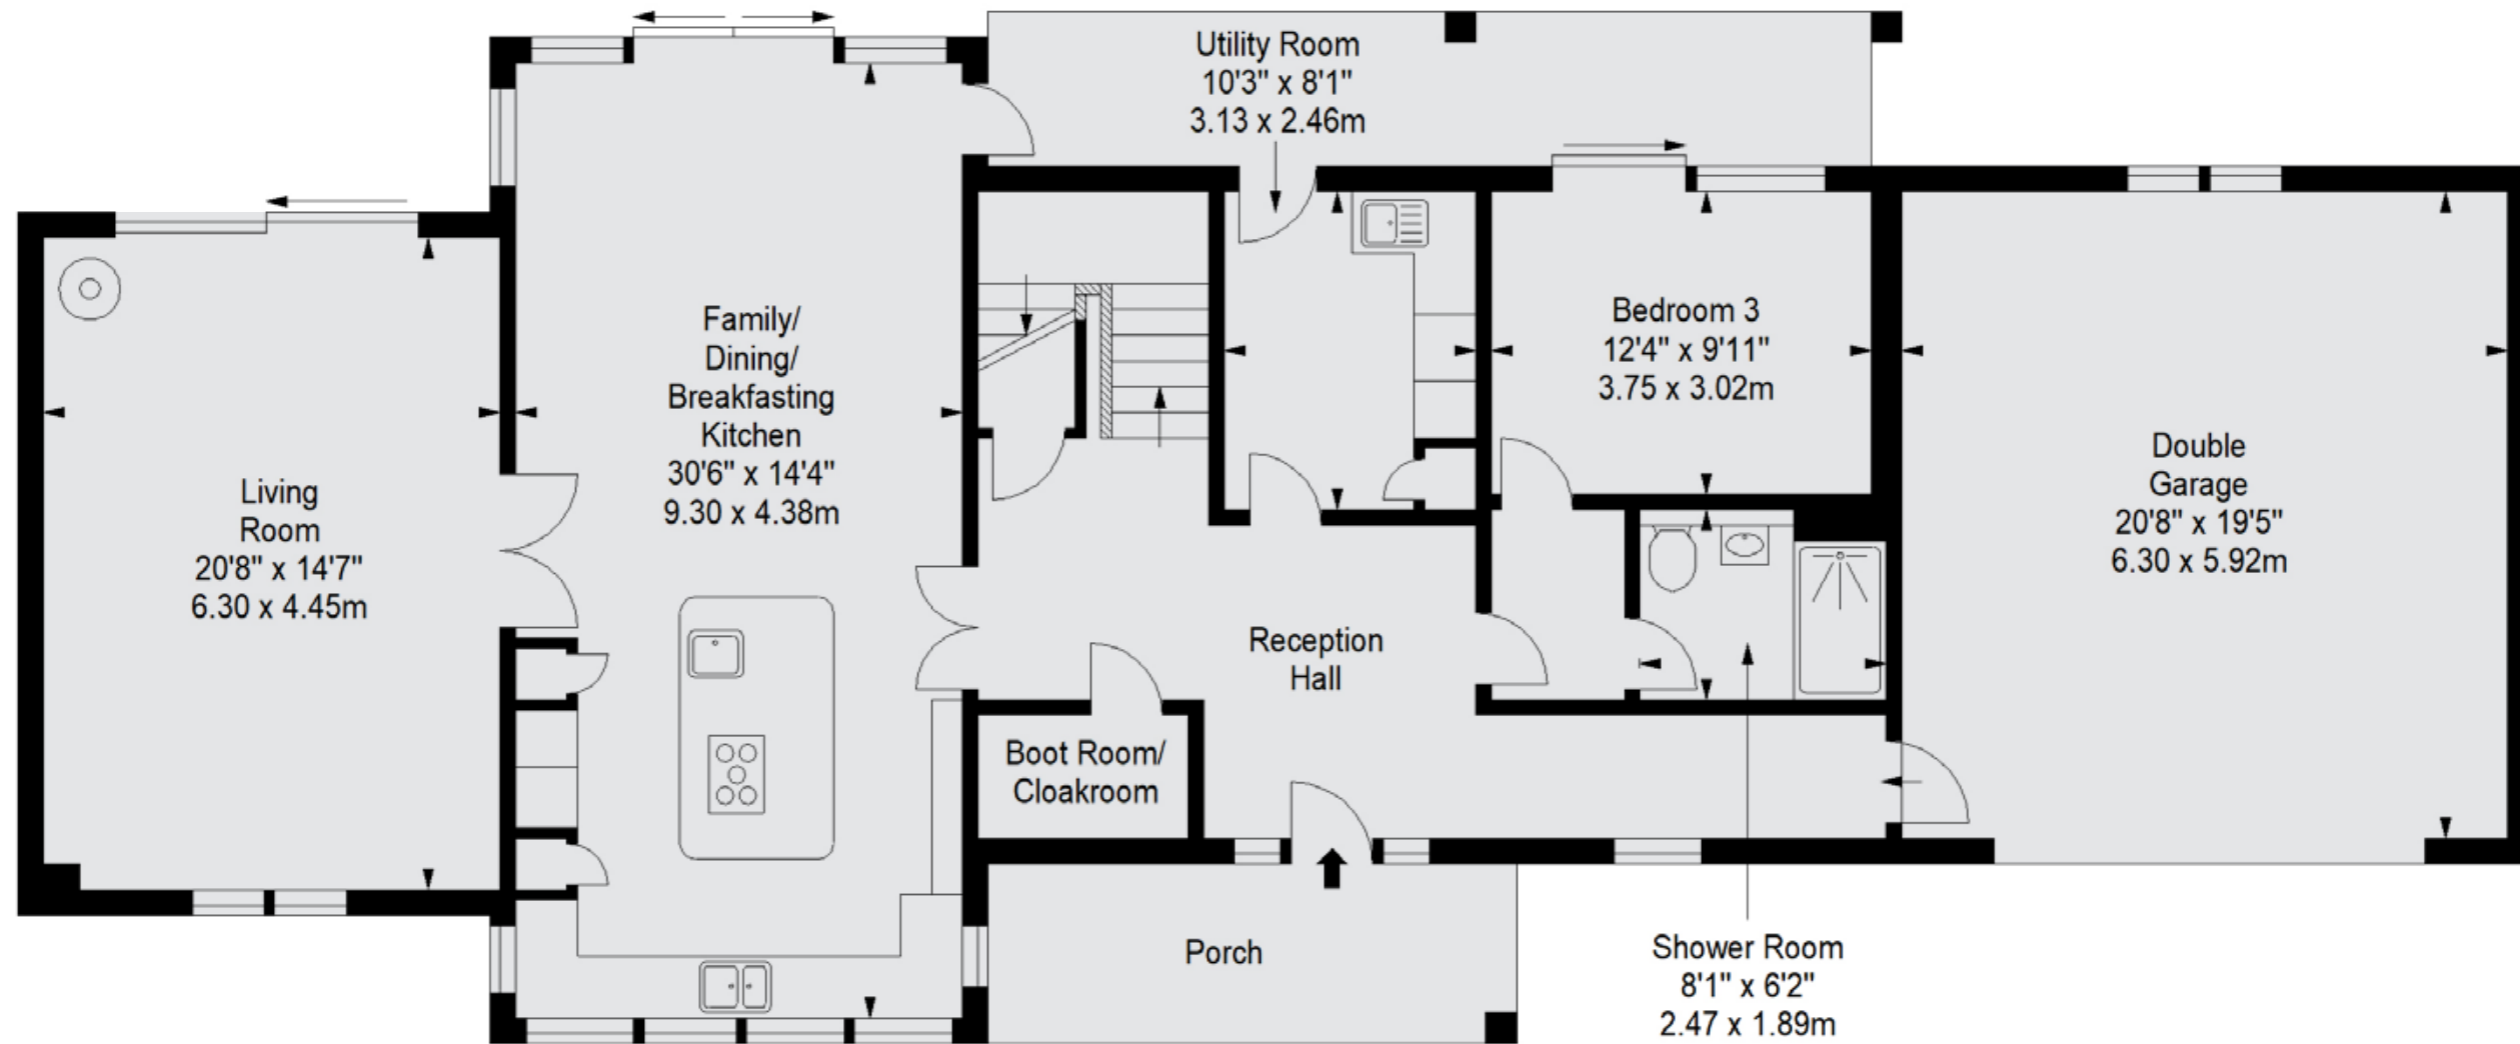 Utility Room
10'3" x 8'1"
3.13 x 2.46m
Family/
Dining/
Breakfasting
Kitchen
30'6" x 14'4"
9.30 x 4.38m
Bedroom 3
12'4" x 9'11"
3.75 x 3.02m
Living
Room
20'8" x 14'7"
6.30 x 4.45m
Double
Garage
20'8" x 19'5"
6.30 x 5.92m
Reception
Hall
Boot Room/
Cloakroom
Porch
Shower Room
8'1" x 6'2"
2.47 x 1.89m